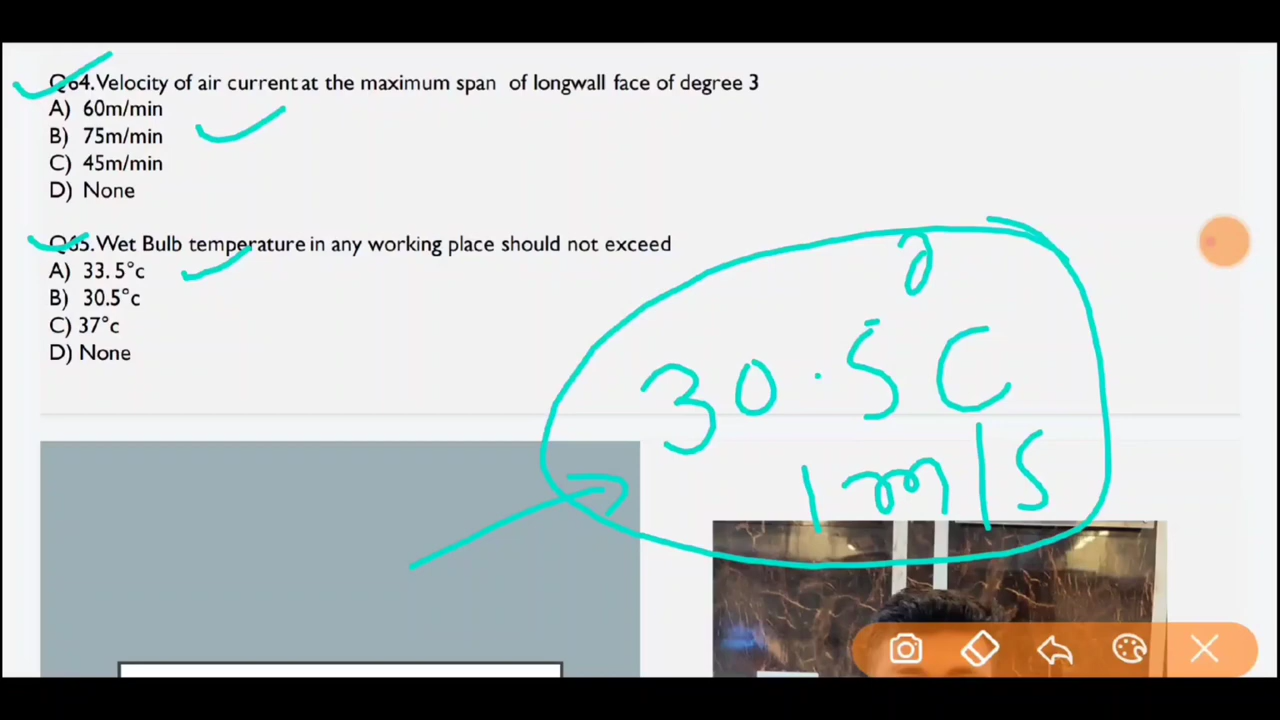 Q64.Velocity of air current at the maximum span of longwall face of degree 3
A) 60m/min
B) 75m/min
C) 45m/min
D) None
Q65.Wet Bulb temperature in any working place should not exceed
A) 33.5°c
B) 30.5°c
C) 37°c
D) None
30.5°C
1m/s